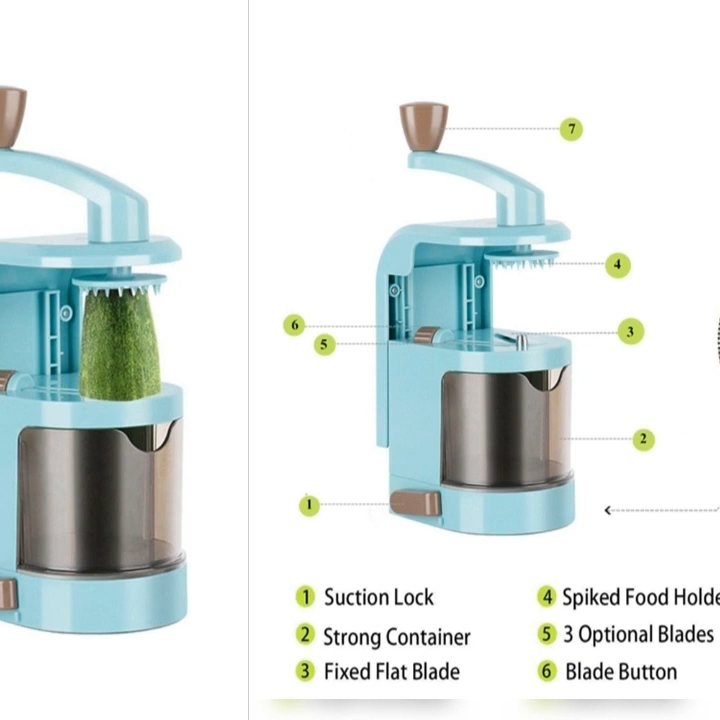 7
4
6
3
5
2
1
1 Suction Lock
2 Strong Container
3 Fixed Flat Blade
4 Spiked Food Holde
5 3 Optional Blades
6 Blade Button